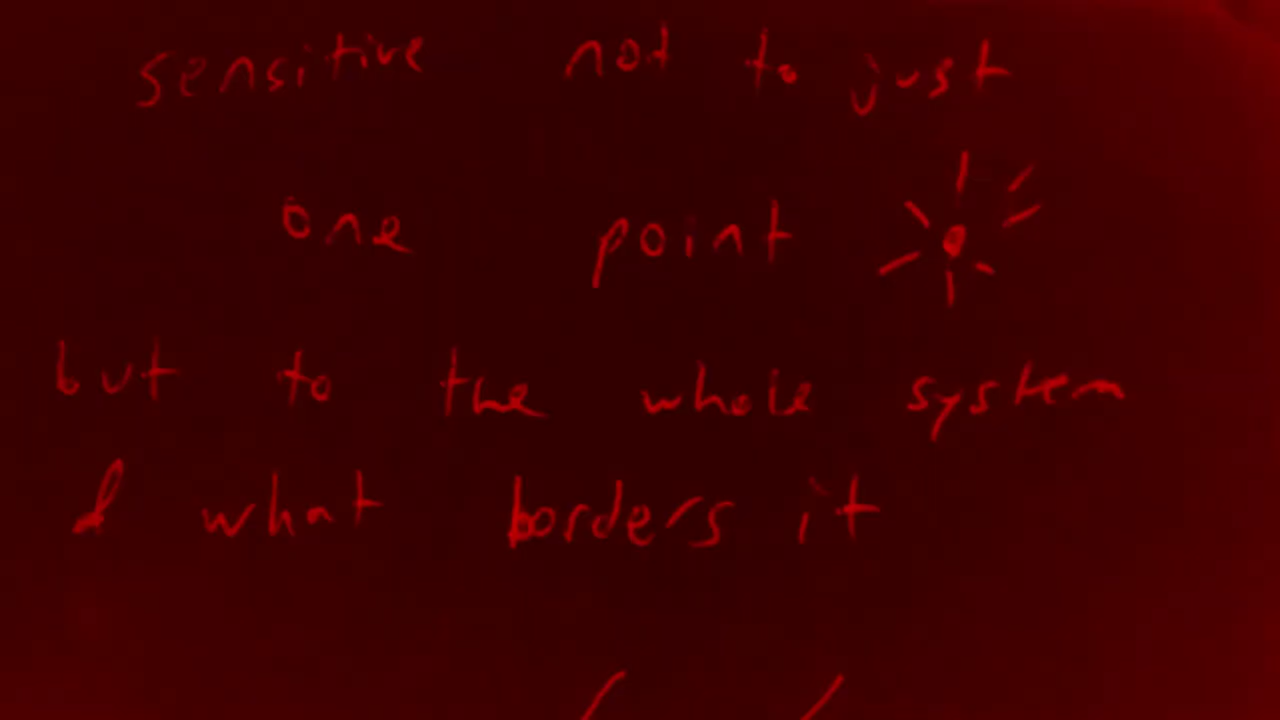 sensitive not to just
one point
but to the whole system
& what borders it